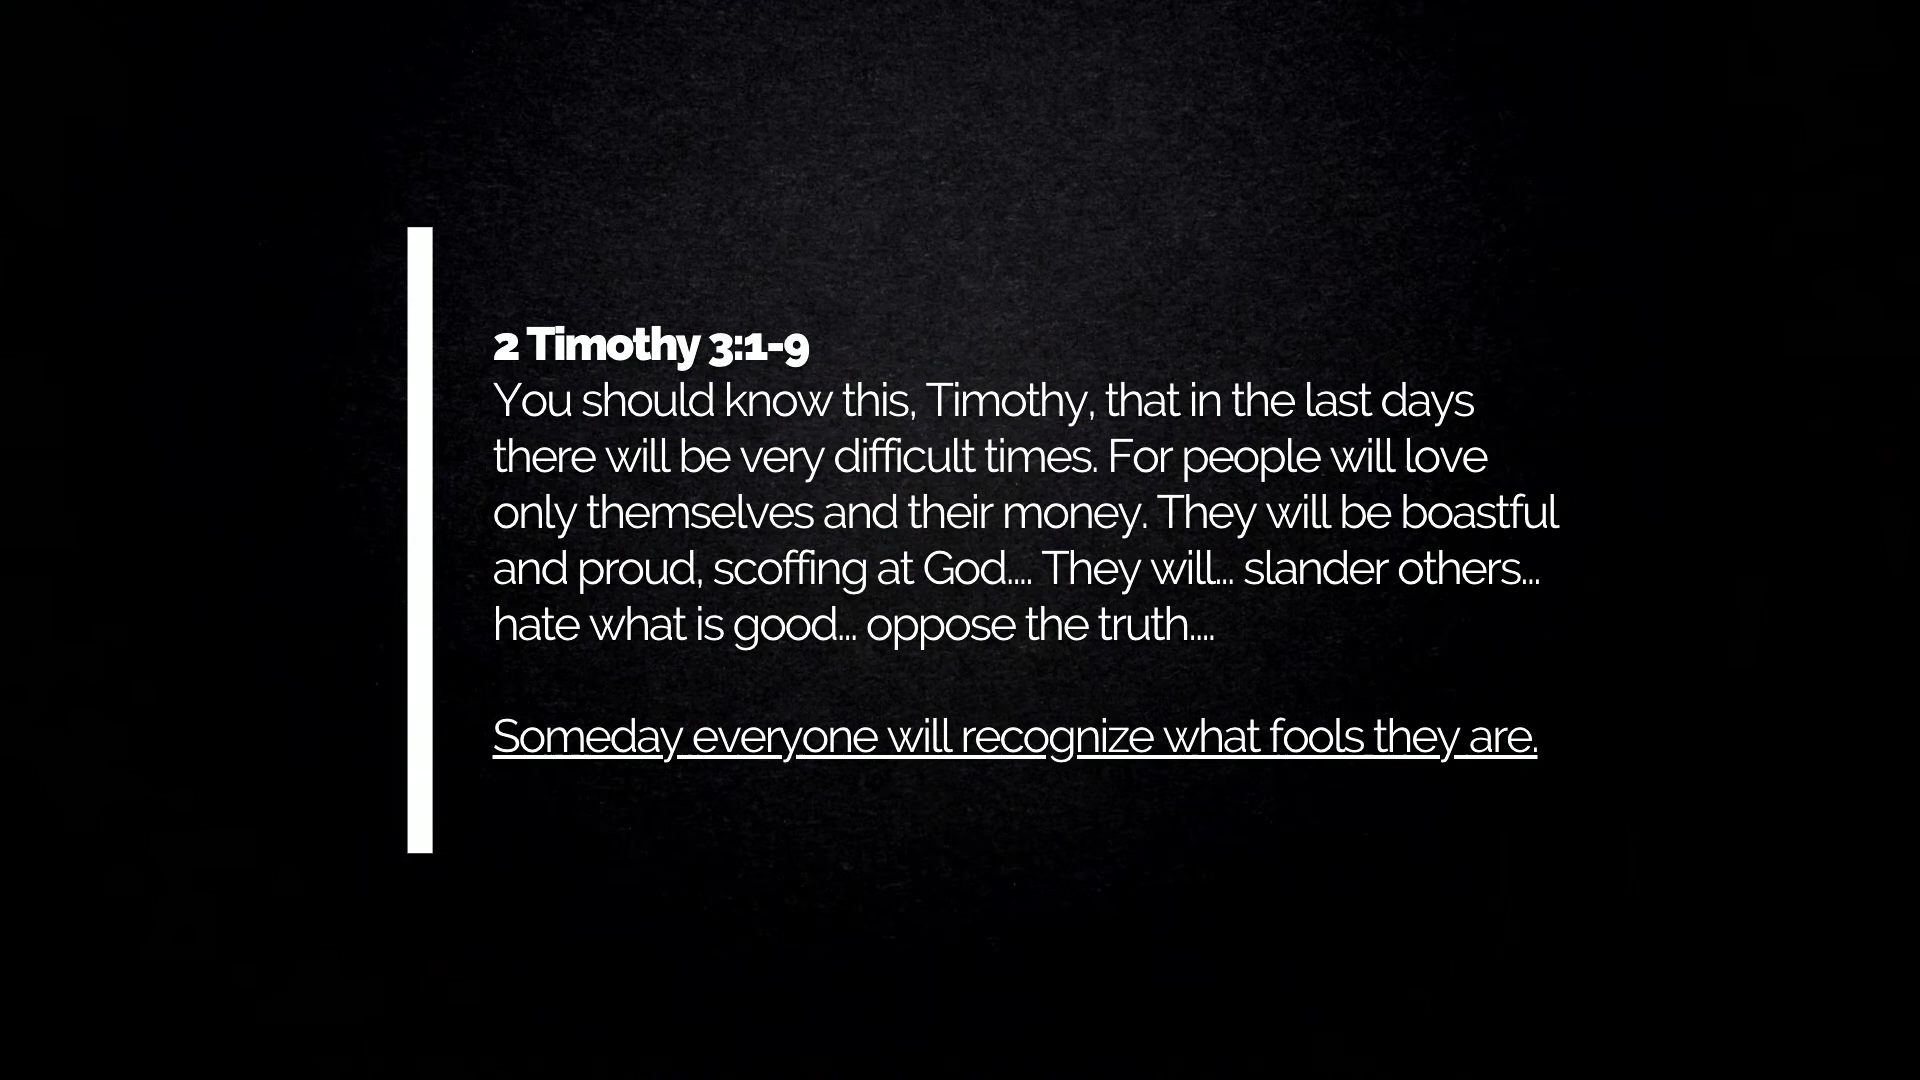 2 Timothy 3:1-9
You should know this, Timothy, that in the last days
there will be very difficult times. For people will love
only themselves and their money. They will be boastful
and proud, scoffing at God.... They will... slander others...
hate what is good... oppose the truth....
Someday everyone will recognize what fools they are.